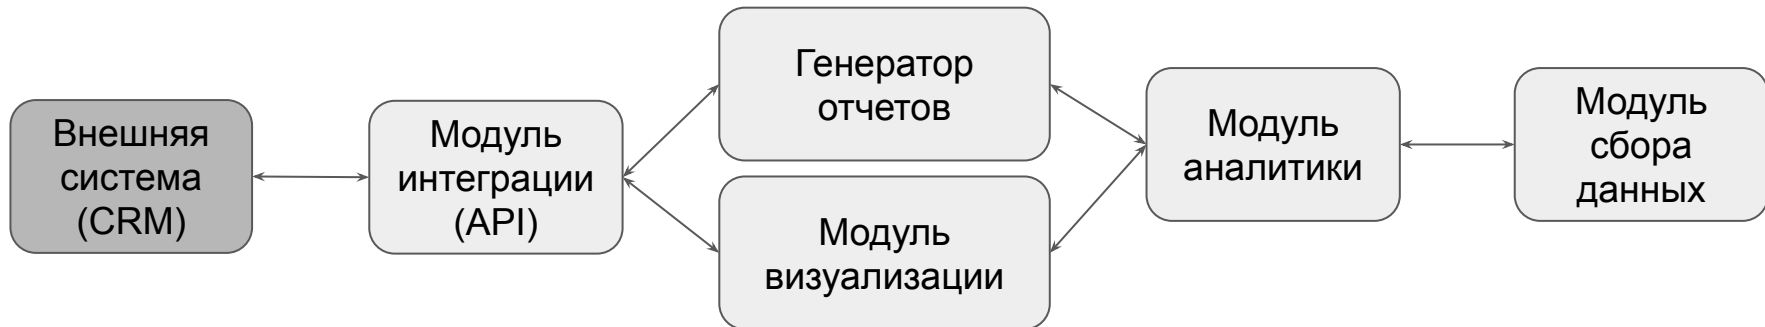 Внешняя
система
(CRM)
Модуль
интеграции
(API)
Генератор
отчетов
Модуль
визуализации
Модуль
аналитики
Модуль
сбора
данных